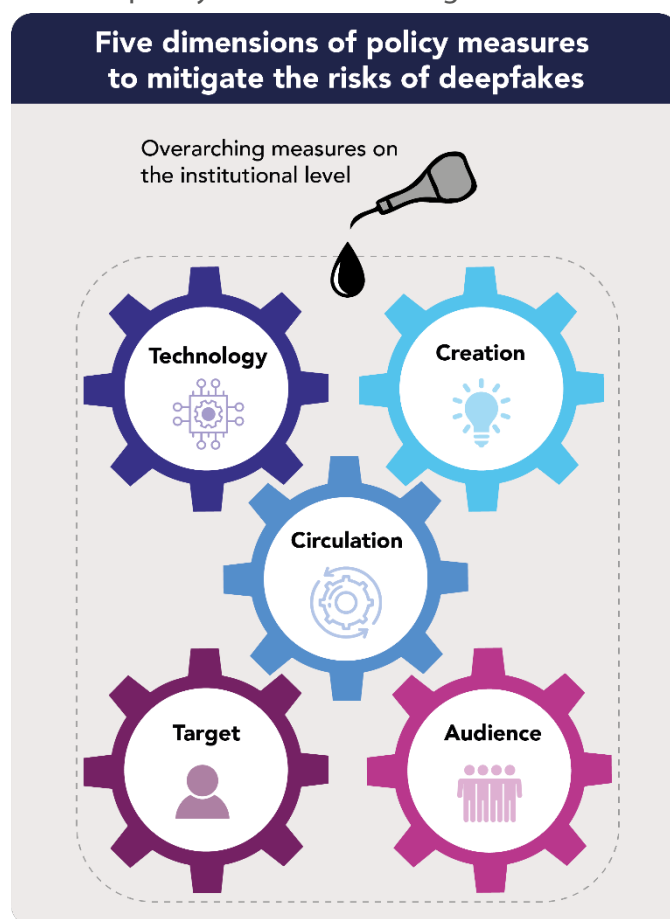 Five dimensions of policy measures
to mitigate the risks of deepfakes
Overarching measures on
the institutional level
Technology
Creation
Circulation
Target
Audience